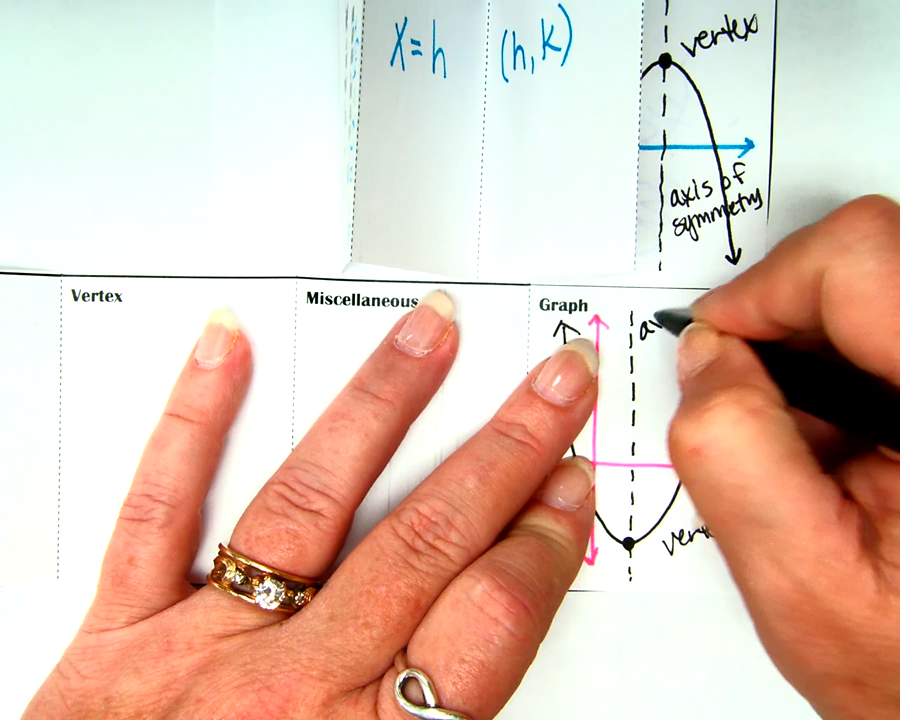 x=h
(h,k)
vertex
axis of
symmetry
Vertex
Miscellaneous
Graph